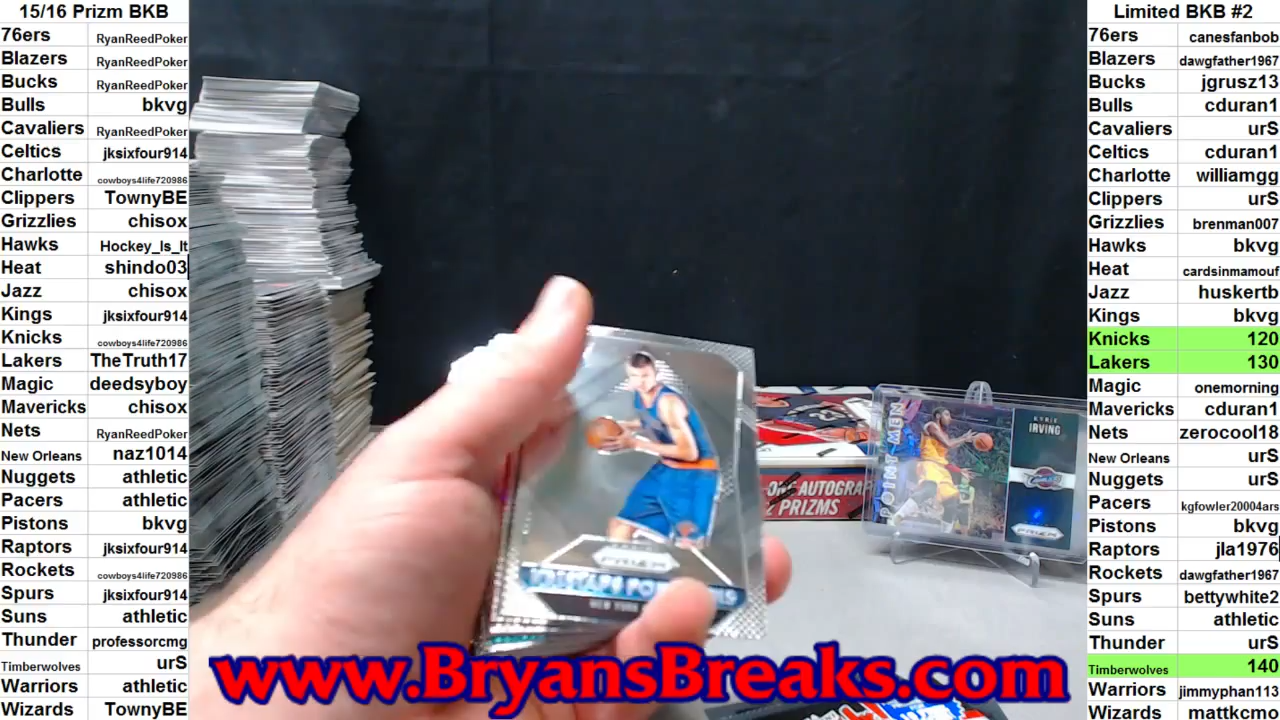 15/16 Prizm BKB
76ers RyanReedPoker
Blazers RyanReedPoker
Bucks RyanReedPoker
Bulls bkvg
Cavaliers RyanReedPoker
Celtics jksixfour914
Charlotte cowboys4life720986
Clippers TownyBE
Grizzlies chisox
Hawks Hockey_Is_It
Heat shindo03
Jazz chisox
Kings jksixfour914
Knicks cowboys4life720986
Lakers TheTruth17
Magic deedsyboy
Mavericks chisox
Nets RyanReedPoker
New Orleans naz1014
Nuggets athletic
Pacers athletic
Pistons bkvg
Raptors jksixfour914
Rockets cowboys4life720986
Spurs jksixfour914
Suns athletic
Thunder professorcmg
Timberwolves urS
Warriors athletic
Wizards TownyBE
PRIZM
NEW YORK
AUTOGRA
PRIZMS
POINT MEN
KYRIE
IRVING
PRIZM
www.BryansBreaks.com
Limited BKB #2
76ers canesfanbob
Blazers dawgfather1967
Bucks jgrusz13
Bulls cduran1
Cavaliers urS
Celtics cduran1
Charlotte williamgg
Clippers urS
Grizzlies brenman007
Hawks bkvg
Heat cardsinmamouf
Jazz huskertb
Kings bkvg
Knicks 120
Lakers 130
Magic onemorning
Mavericks cduran1
Nets zerocool18
New Orleans urS
Nuggets urS
Pacers kgfowler20004ars
Pistons bkvg
Raptors jla1976
Rockets dawgfather1967
Spurs bettywhite2
Suns athletic
Thunder urS
Timberwolves 140
Warriors jimmyphan113
Wizards mattkcmo